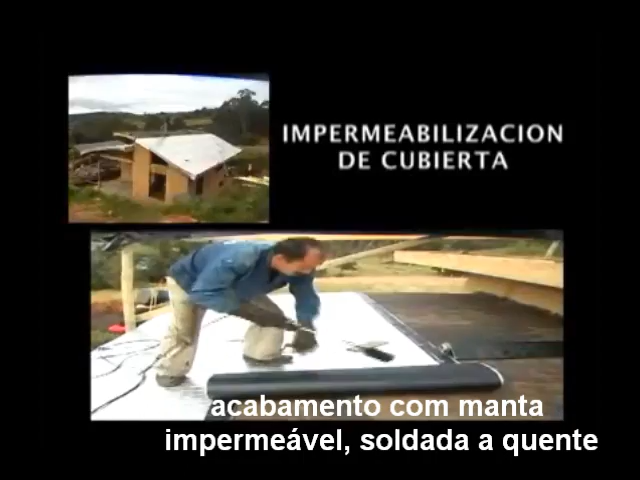 IMPERMEABILIZACION
DE CUBIERTA
acabamento com manta
impermeável, soldada a quente